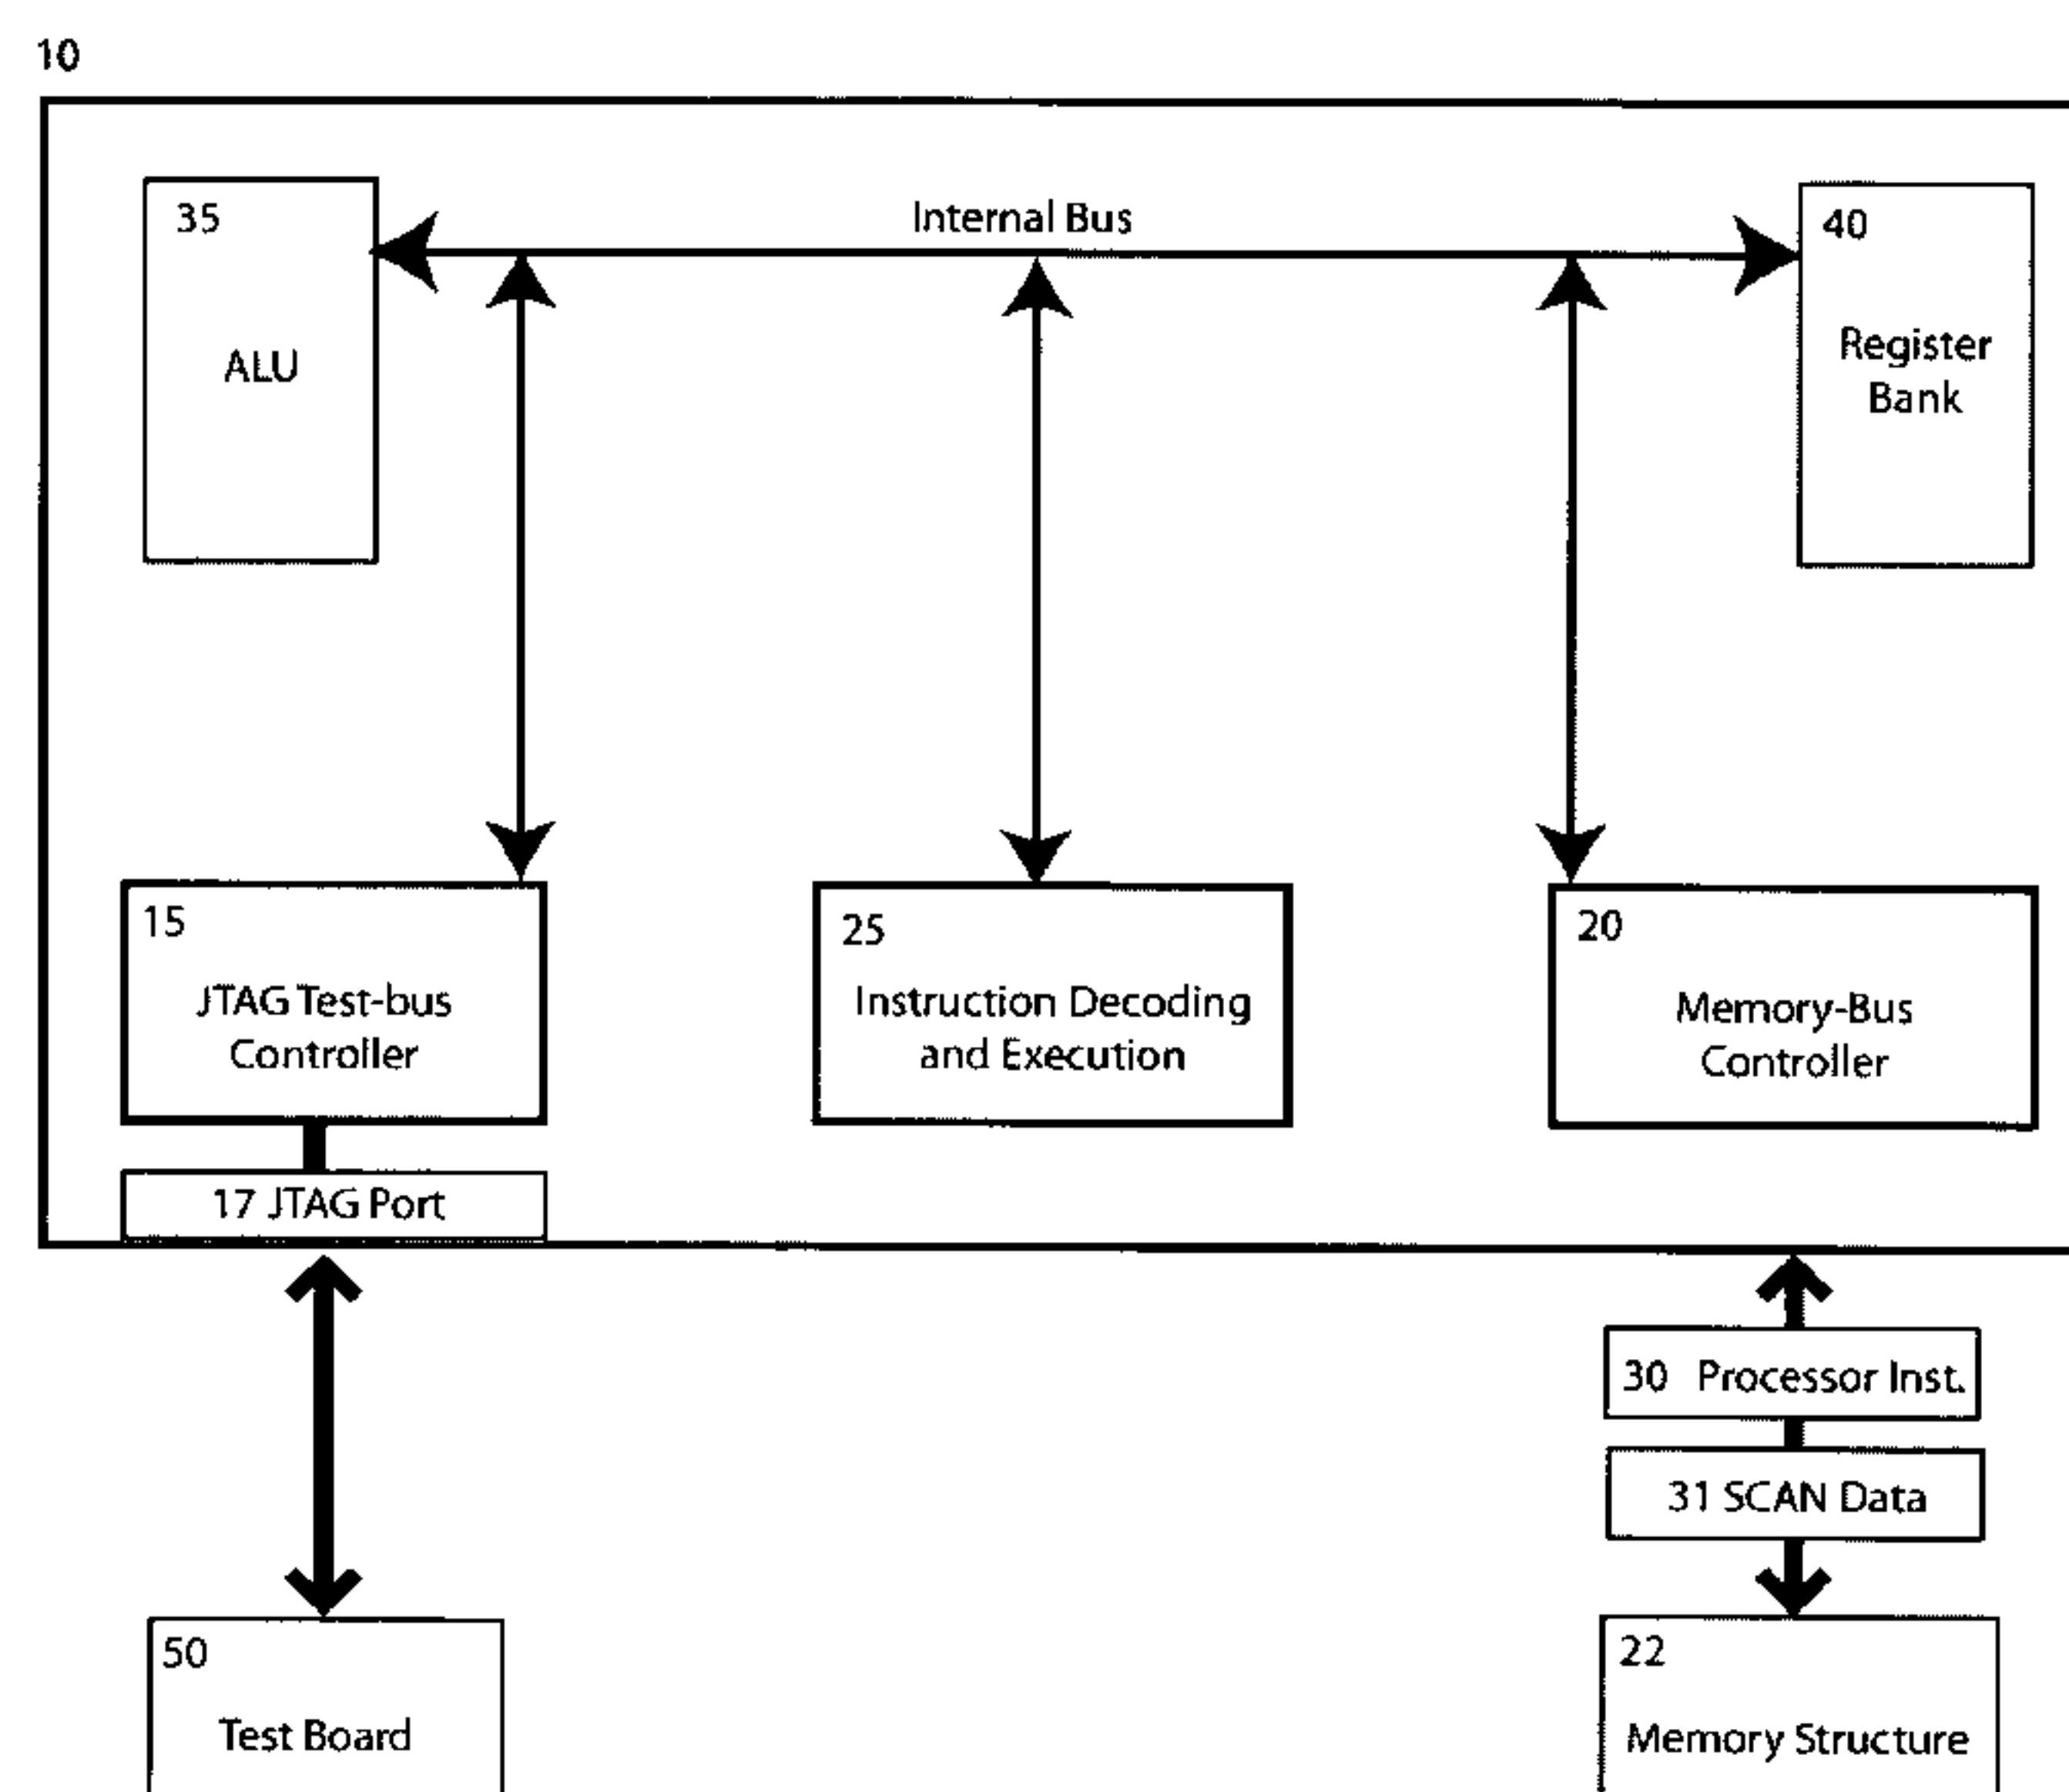 10
35
Internal Bus
40
ALU
Register
Bank
15
25
20
JTAG Test-bus
Controller
Instruction Decoding
and Execution
Memory-Bus
Controller
17 JTAG Port
30 Processor Inst.
31 SCAN Data
50
22
Test Board
Memory Structure